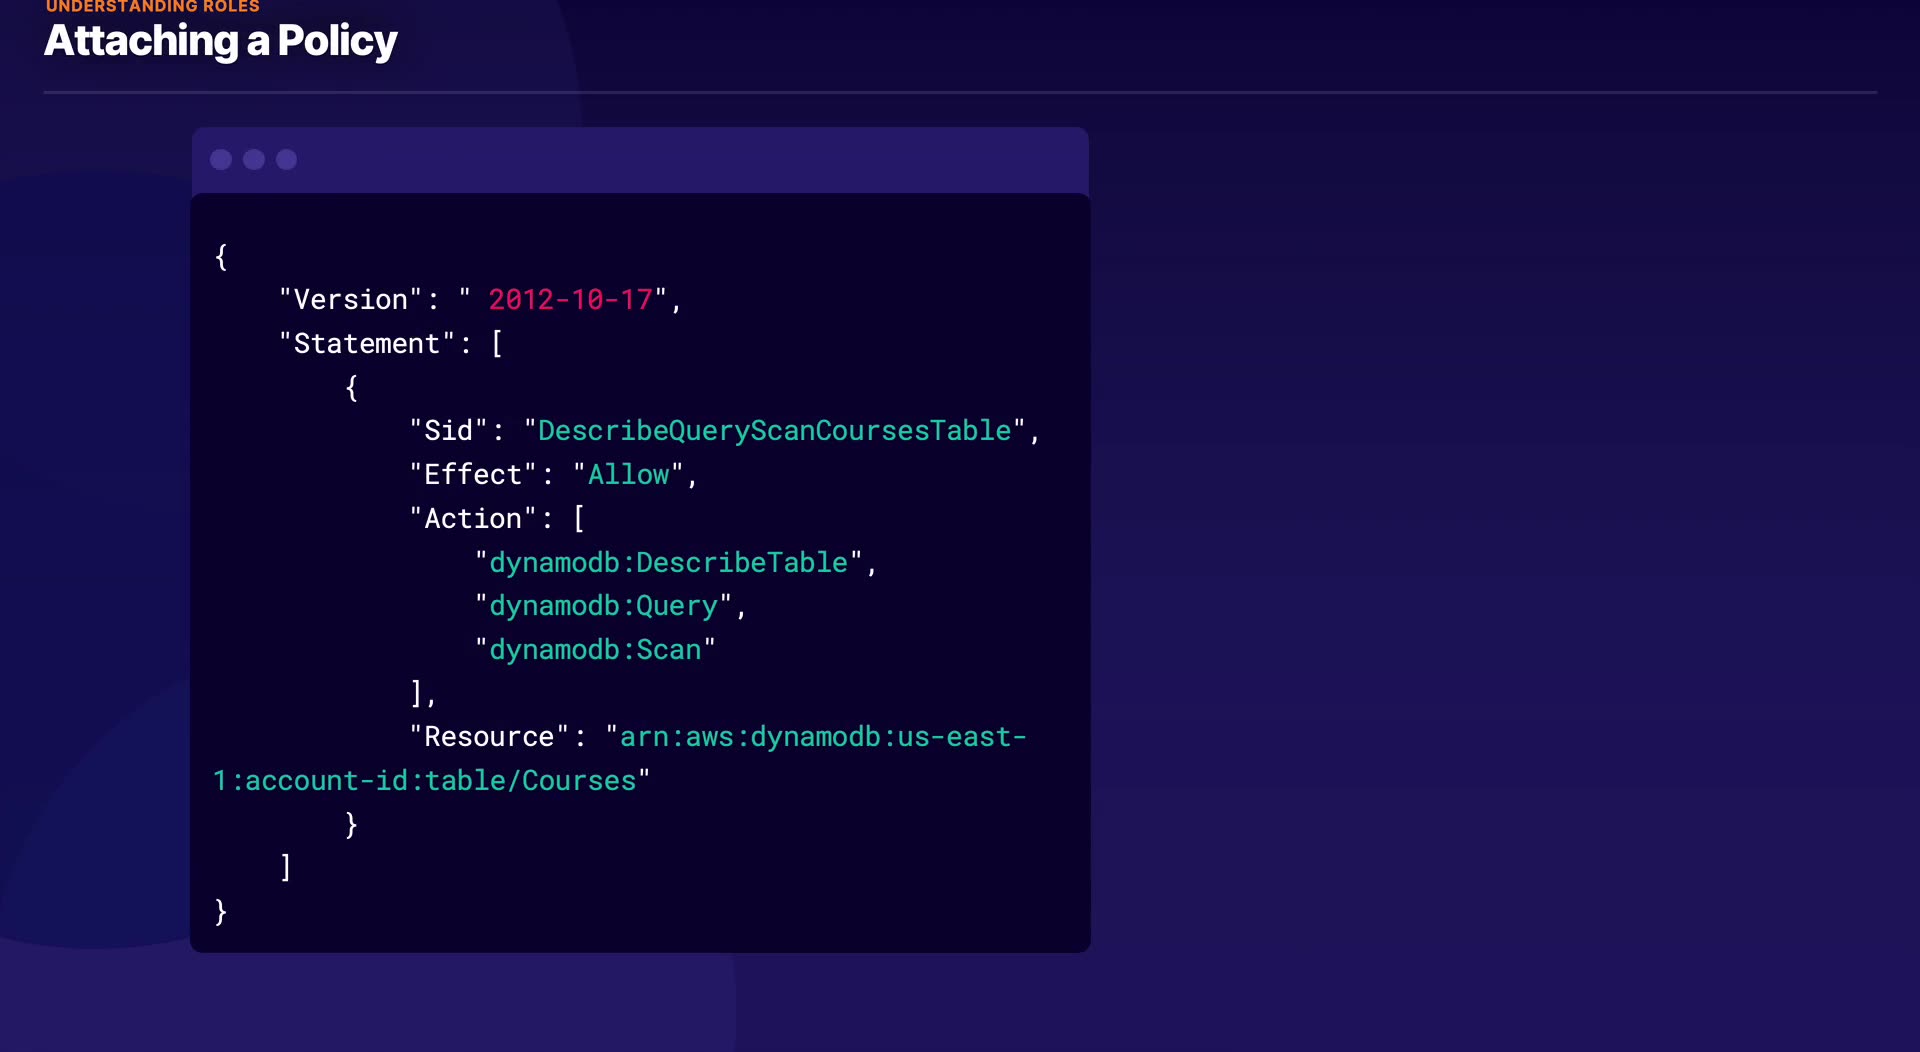 UNDERSTANDING ROLES
Attaching a Policy
{
    "Version": " 2012-10-17",
    "Statement": [
        {
            "Sid": "DescribeQueryScanCoursesTable",
            "Effect": "Allow",
            "Action": [
                "dynamodb:DescribeTable",
                "dynamodb:Query",
                "dynamodb:Scan"
            ],
            "Resource": "arn:aws:dynamodb:us-east-
1:account-id:table/Courses"
        }
    ]
}